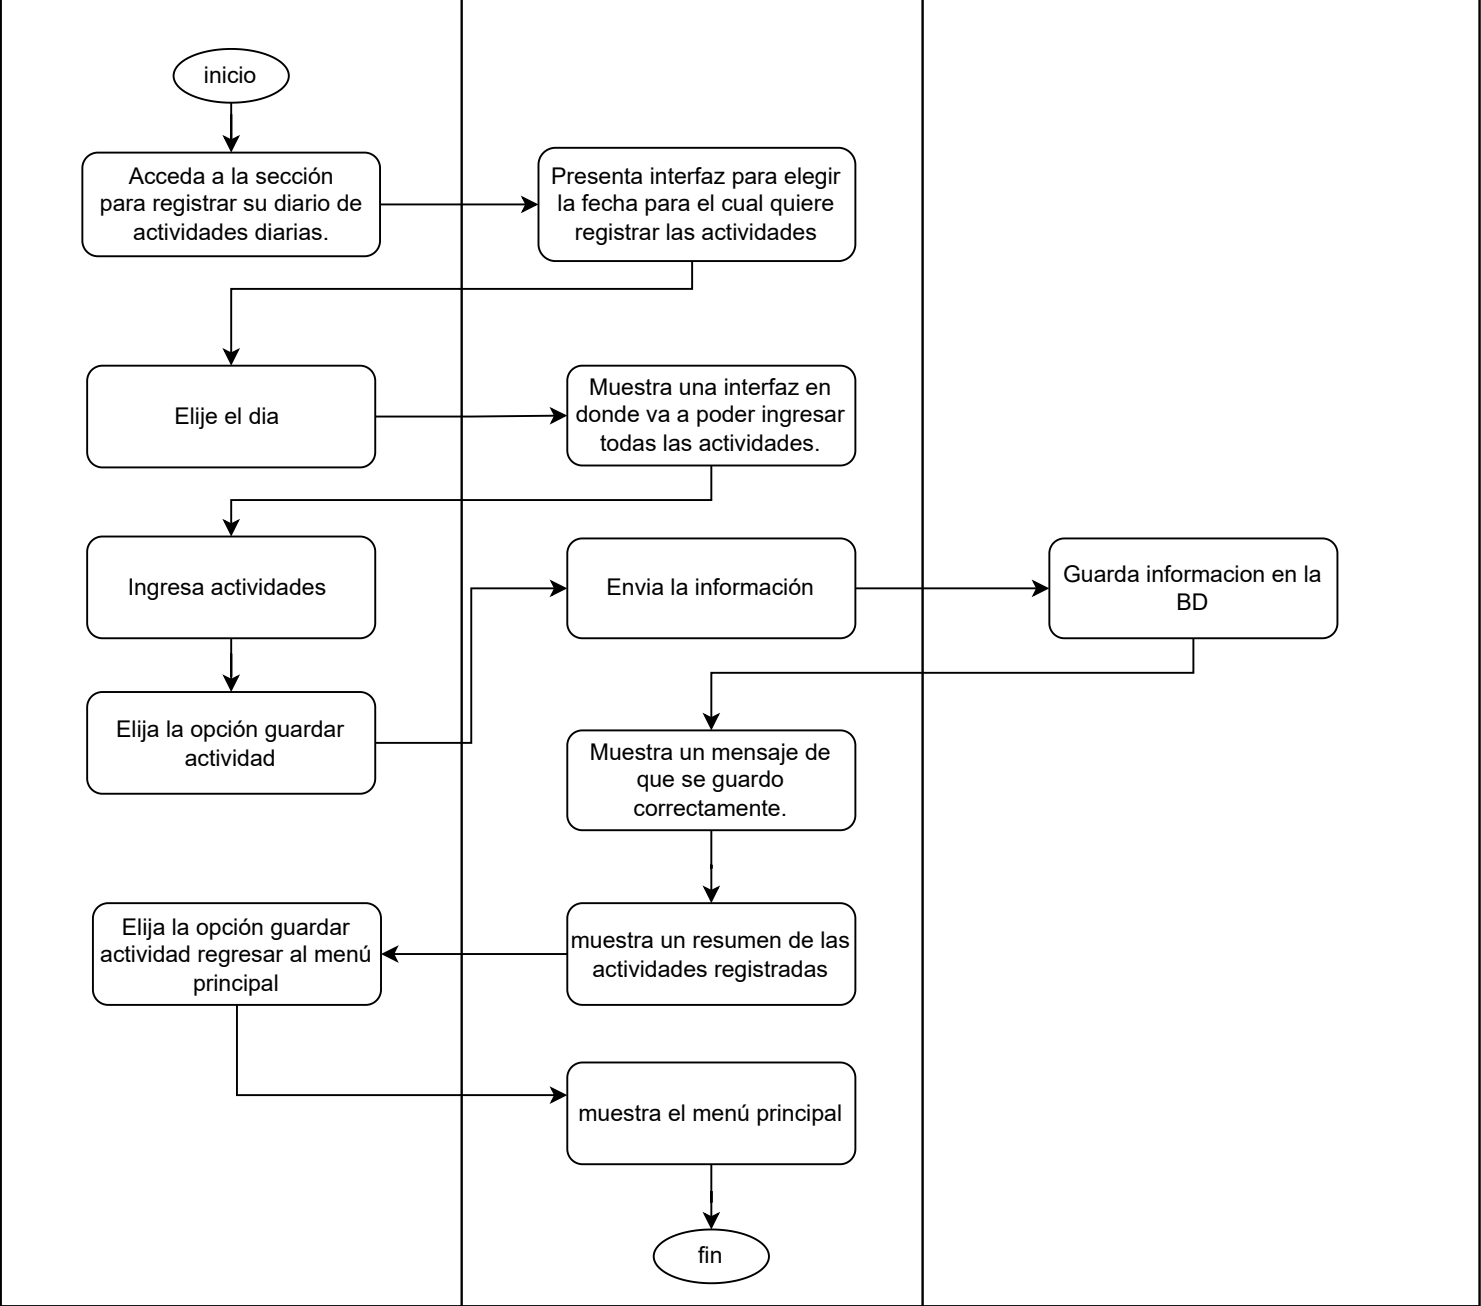 inicio
Acceda a la sección
para registrar su diario de
actividades diarias.
Presenta interfaz para elegir
la fecha para el cual quiere
registrar las actividades
Elije el dia
Muestra una interfaz en
donde va a poder ingresar
todas las actividades.
Ingresa actividades
Elija la opción guardar
actividad
Envia la información
Guarda informacion en la
BD
Muestra un mensaje de
que se guardo
correctamente.
muestra un resumen de las
actividades registradas
Elija la opción guardar
actividad regresar al menú
principal
muestra el menú principal
fin